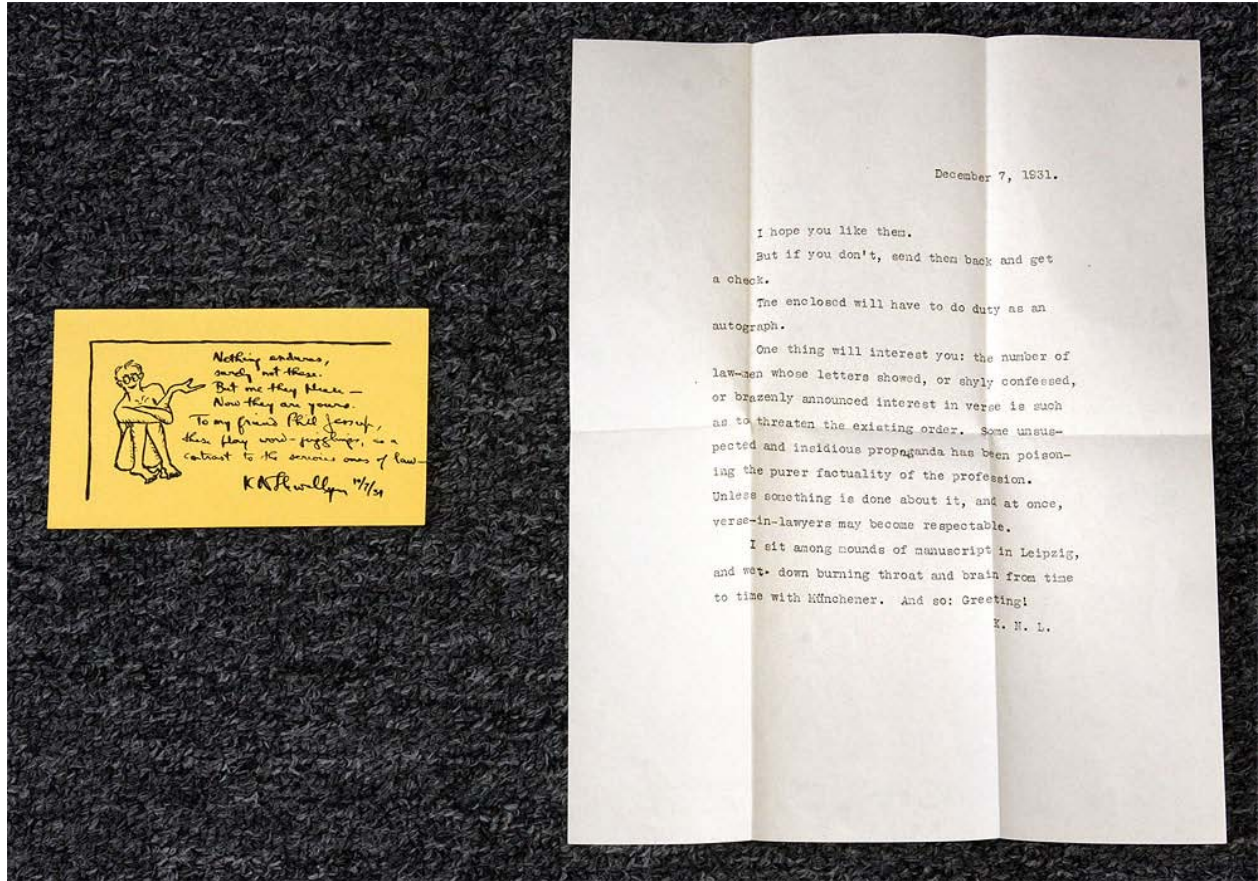 Nothing endures,
surely not these.
But me they please —
Now they are yours.
To my friend Phil Jessup,
these play word-jugglings, as a
contrast to the serious ones of law—
K N Llewellyn
December 7, 1931.
I hope you like them.
But if you don't, send them back and get
a check.
The enclosed will have to do duty as an
autograph.
One thing will interest you: the number of
law-men whose letters showed, or shyly confessed,
or brazenly announced interest in verse is such
as to threaten the existing order. Some unsus-
pected and insidious propaganda has been poison-
ing the purer factuality of the profession.
Unless something is done about it, and at once,
verse-in-lawyers may become respectable.
I sit among mounds of manuscript in Leipzig,
and wet down burning throat and brain from time
to time with Münchener. And so: Greeting!
K. N. L.